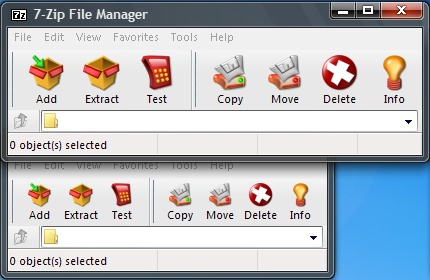 7-Zip File Manager
File Edit View Favorites Tools Help
Add Extract Test Copy Move Delete Info
0 object(s) selected
File Edit View Favorites Tools Help
Add Extract Test Copy Move Delete Info
0 object(s) selected